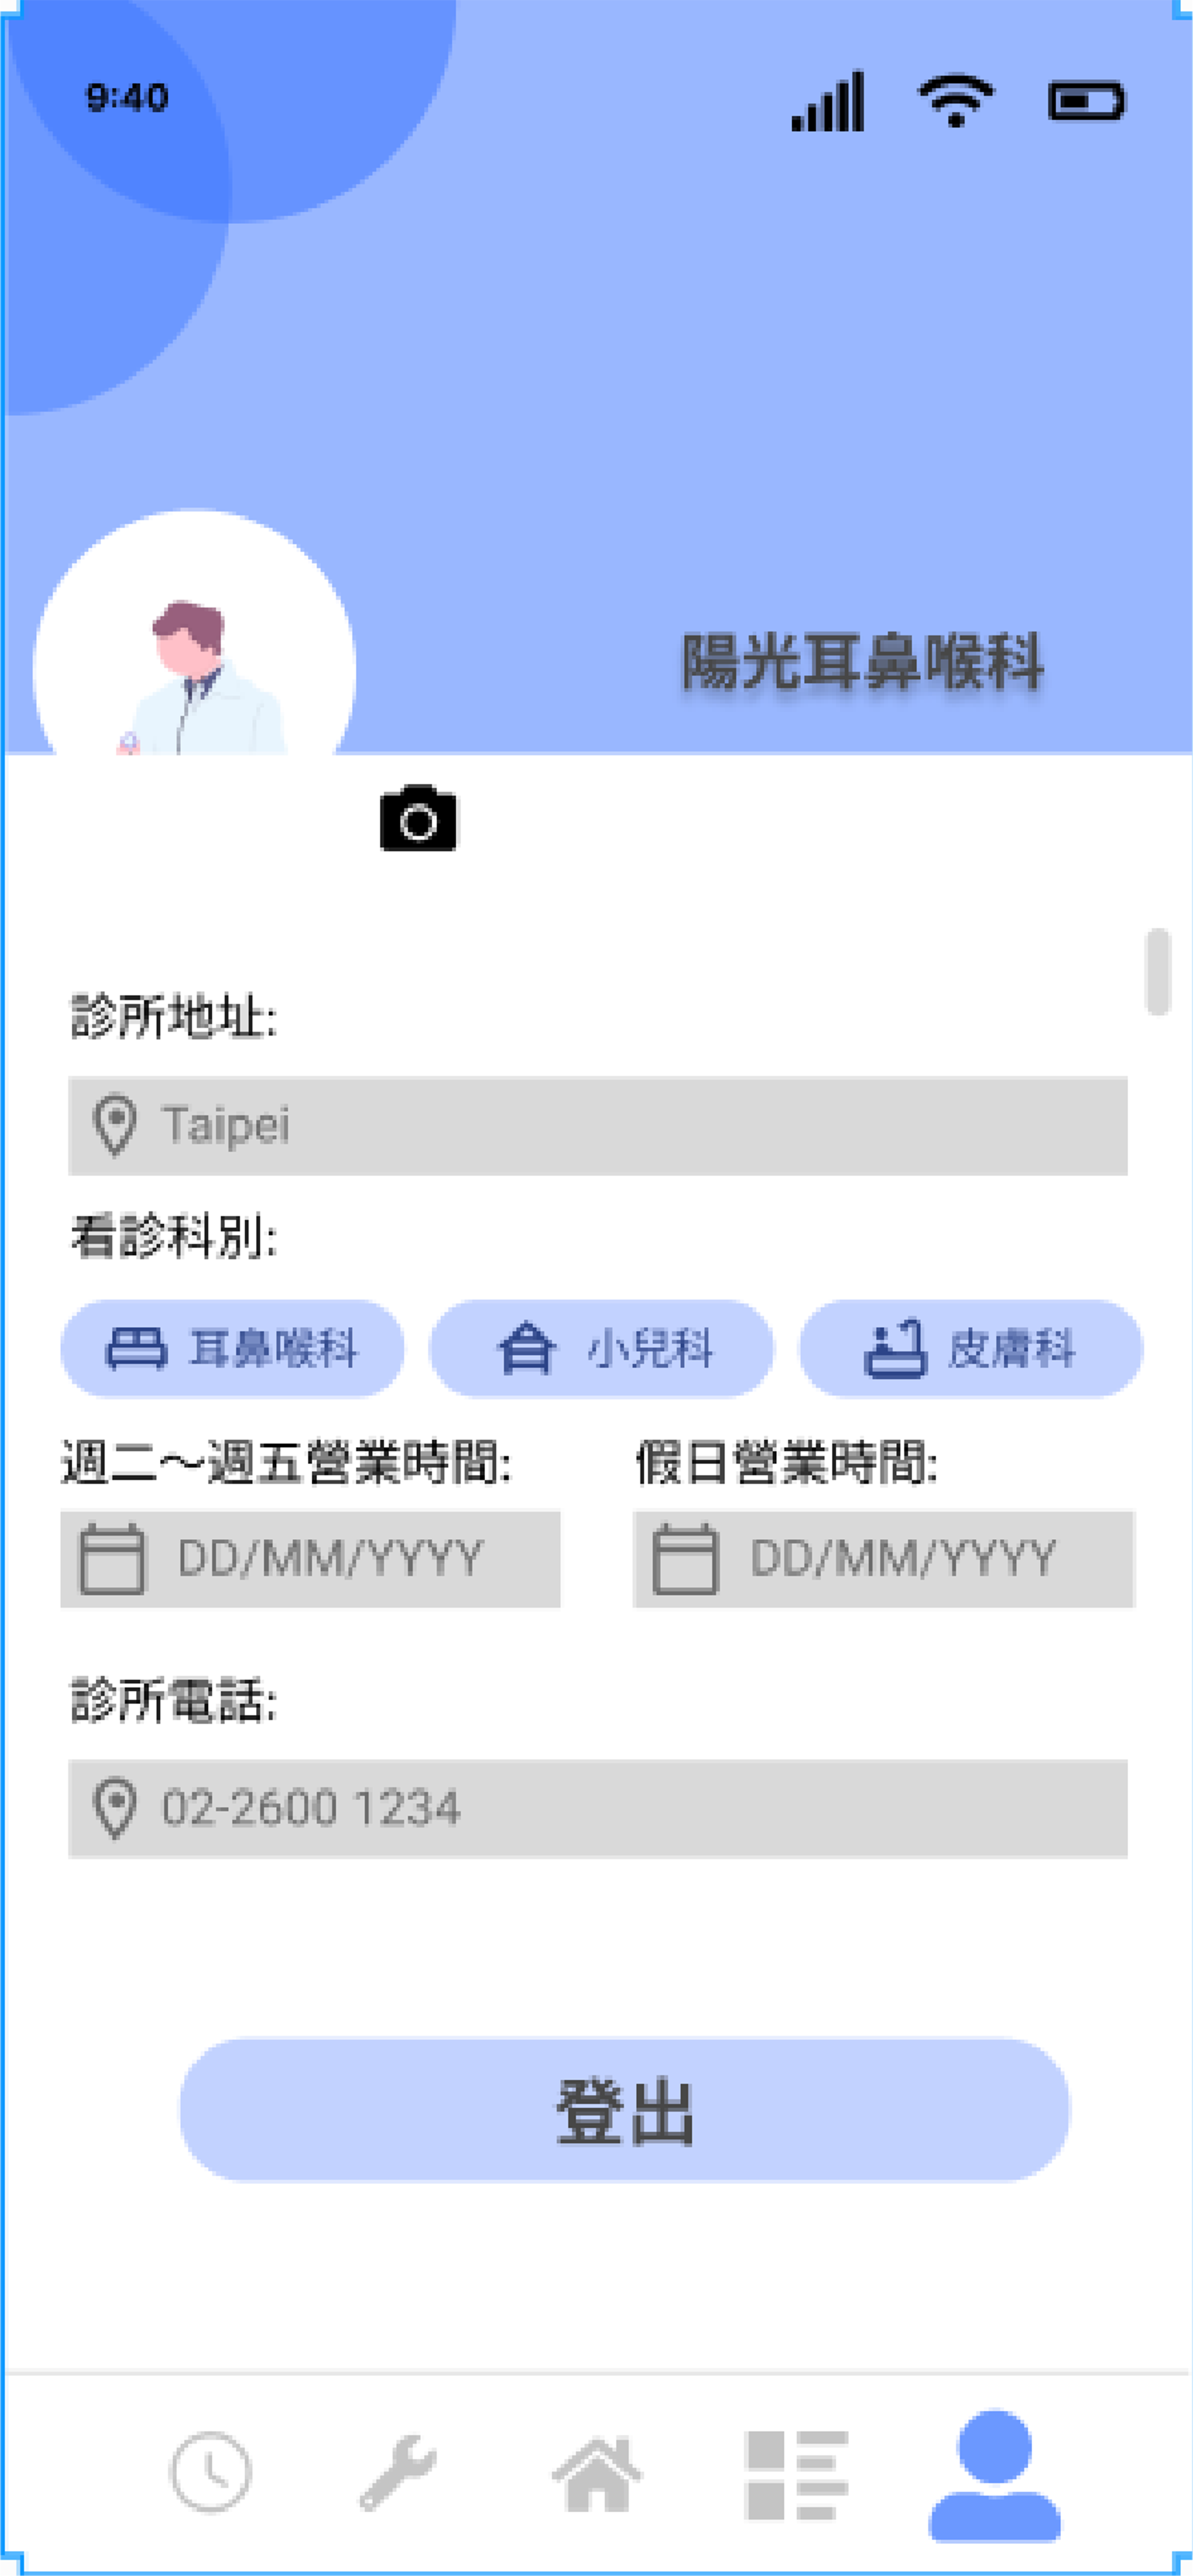 9:40
陽光耳鼻喉科
診所地址:
Taipei
看診科別:
耳鼻喉科 小兒科 皮膚科
週二～週五營業時間: 假日營業時間:
DD/MM/YYYY DD/MM/YYYY
診所電話:
02-2600 1234
登出